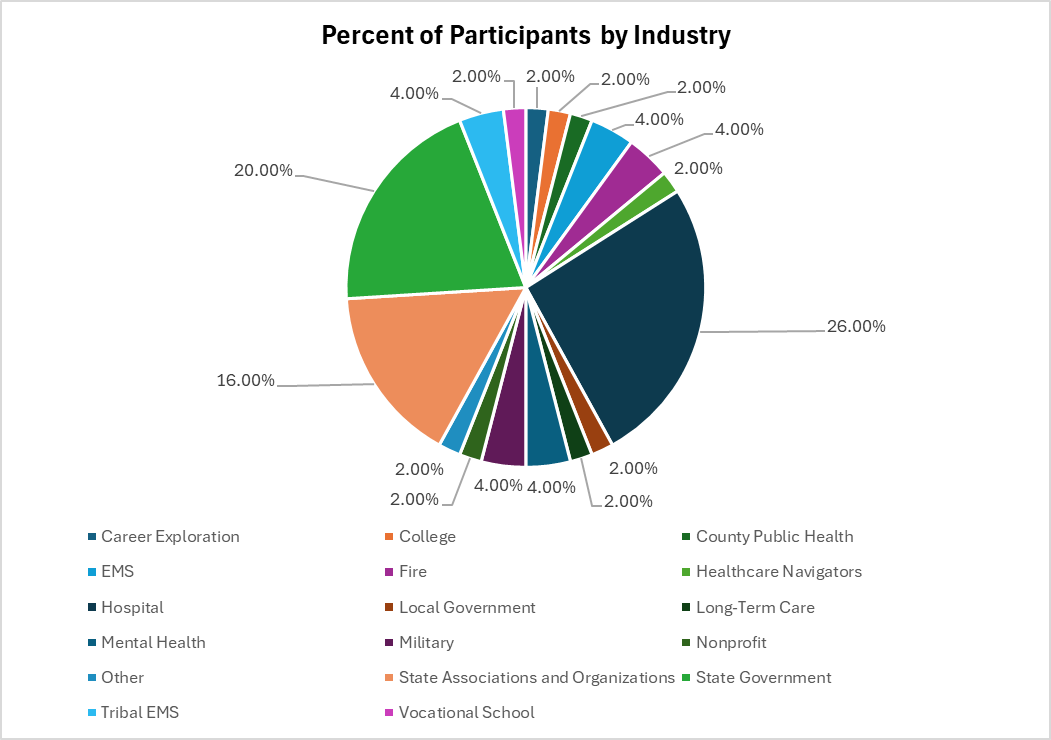 Percent of Participants by Industry
2.00% 2.00% 2.00%
4.00% 2.00%
4.00% 4.00%
2.00%
20.00%
26.00%
16.00%
2.00% 2.00%
4.00% 4.00%
2.00% 2.00%
Career Exploration College County Public Health
EMS Fire Healthcare Navigators
Hospital Local Government Long-Term Care
Mental Health Military Nonprofit
Other State Associations and Organizations State Government
Tribal EMS Vocational School